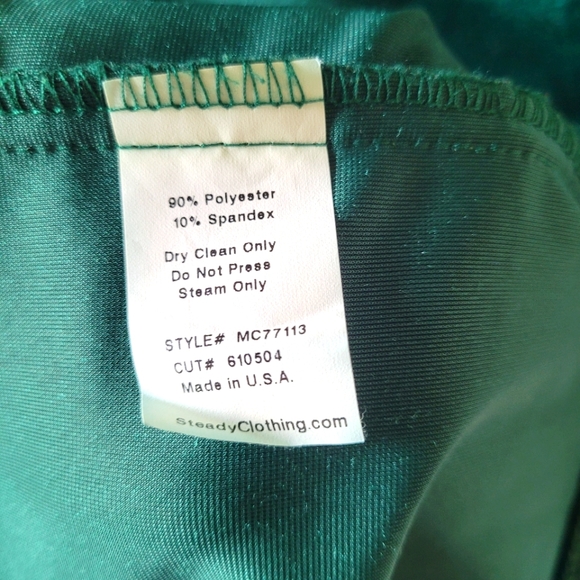 90% Polyester
10% Spandex
Dry Clean Only
Do Not Press
Steam Only
STYLE# MC77113
CUT# 610504
Made in U.S.A.
SteadyClothing.com